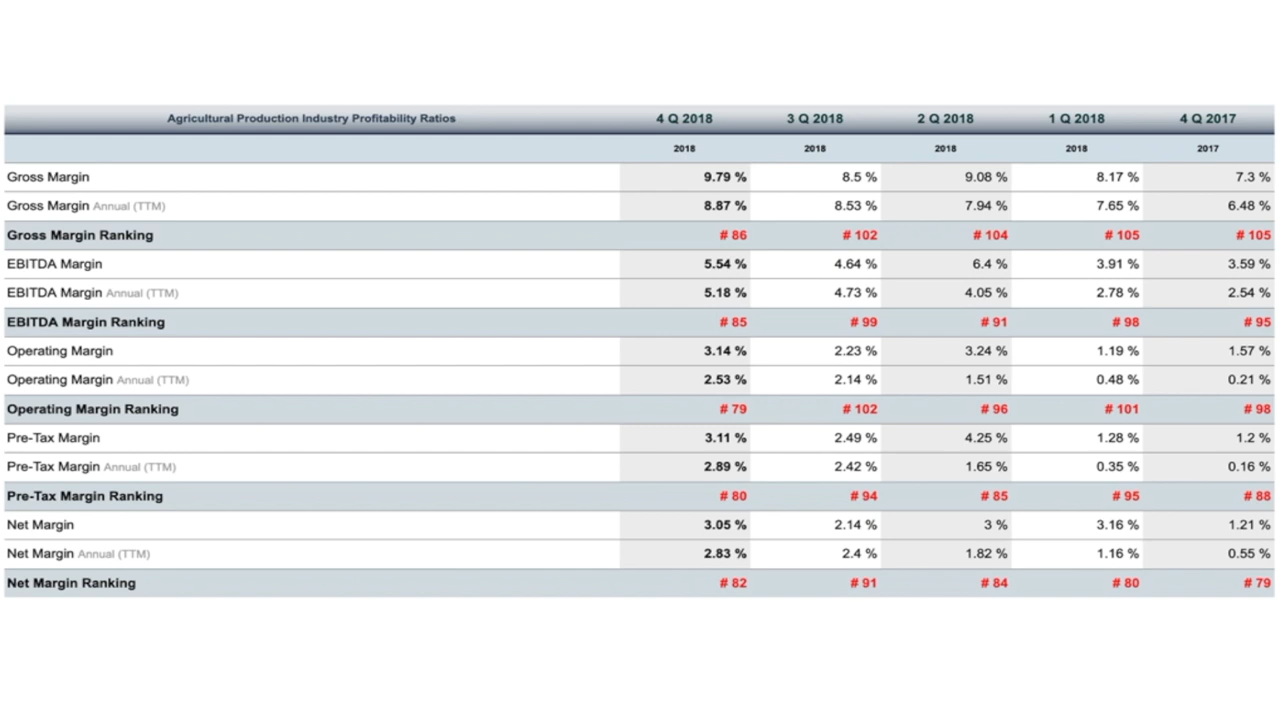 Agricultural Production Industry Profitability Ratios 4 Q 2018 3 Q 2018 2 Q 2018 1 Q 2018 4 Q 2017
2018 2018 2018 2018 2017
Gross Margin 9.79 % 8.5 % 9.08 % 8.17 % 7.3 %
Gross Margin Annual (TTM) 8.87 % 8.53 % 7.94 % 7.65 % 6.48 %
Gross Margin Ranking # 86 # 102 # 104 # 105 # 105
EBITDA Margin 5.54 % 4.64 % 6.4 % 3.91 % 3.59 %
EBITDA Margin Annual (TTM) 5.18 % 4.73 % 4.05 % 2.78 % 2.54 %
EBITDA Margin Ranking # 85 # 99 # 91 # 98 # 95
Operating Margin 3.14 % 2.23 % 3.24 % 1.19 % 1.57 %
Operating Margin Annual (TTM) 2.53 % 2.14 % 1.51 % 0.48 % 0.21 %
Operating Margin Ranking # 79 # 102 # 96 # 101 # 98
Pre-Tax Margin 3.11 % 2.49 % 4.25 % 1.28 % 1.2 %
Pre-Tax Margin Annual (TTM) 2.89 % 2.42 % 1.65 % 0.35 % 0.16 %
Pre-Tax Margin Ranking # 80 # 94 # 85 # 95 # 88
Net Margin 3.05 % 2.14 % 3 % 3.16 % 1.21 %
Net Margin Annual (TTM) 2.83 % 2.4 % 1.82 % 1.16 % 0.55 %
Net Margin Ranking # 82 # 91 # 84 # 80 # 79